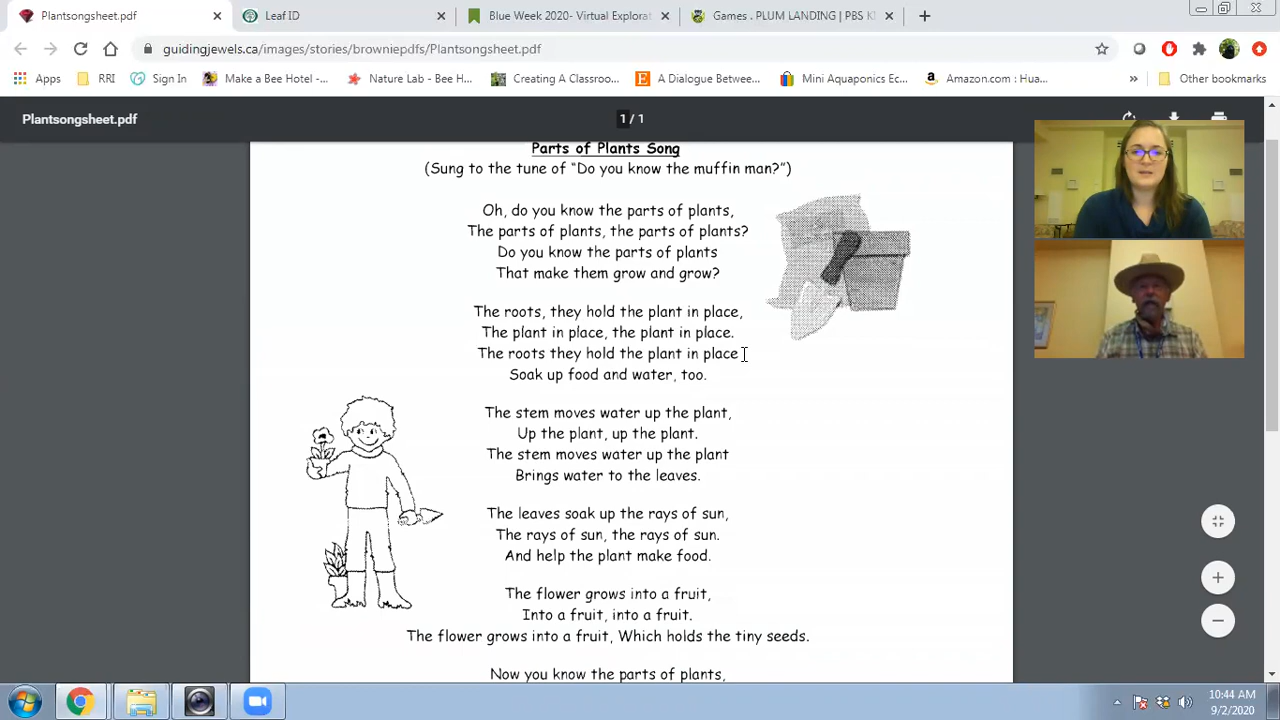 Plantsongsheet.pdf
Leaf ID
Blue Week 2020- Virtual Explorat
Games . PLUM LANDING | PBS KI
guidingjewels.ca/images/stories/browniepdfs/Plantsongsheet.pdf
Apps
RRI
Sign In
Make a Bee Hotel -...
Nature Lab - Bee H...
Creating A Classroo...
A Dialogue Betwee...
Mini Aquaponics Ec...
Amazon.com : Hua...
Other bookmarks
Plantsongsheet.pdf
1 / 1
Parts of Plants Song
(Sung to the tune of “Do you know the muffin man?”)
Oh, do you know the parts of plants,
The parts of plants, the parts of plants?
Do you know the parts of plants
That make them grow and grow?
The roots, they hold the plant in place,
The plant in place, the plant in place.
The roots they hold the plant in place
Soak up food and water, too.
The stem moves water up the plant,
Up the plant, up the plant.
The stem moves water up the plant
Brings water to the leaves.
The leaves soak up the rays of sun,
The rays of sun, the rays of sun.
And help the plant make food.
The flower grows into a fruit,
Into a fruit, into a fruit.
The flower grows into a fruit, Which holds the tiny seeds.
Now you know the parts of plants,
10:44 AM
9/2/2020